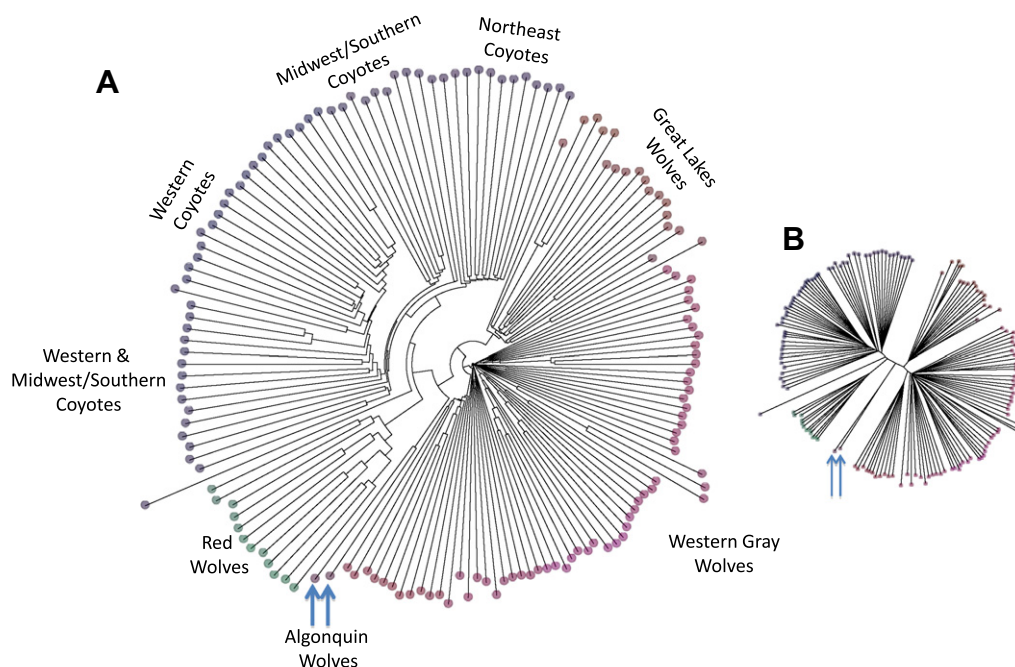 A
Midwest/Southern
Coyotes
Northeast
Coyotes
Great Lakes
Wolves
Western
Coyotes
B
Western &
Midwest/Southern
Coyotes
Red
Wolves
Western Gray
Wolves
Algonquin
Wolves